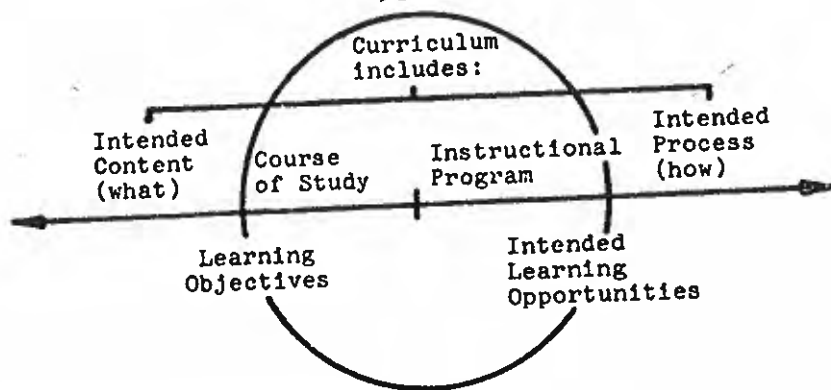 Curriculum
includes:
Intended
Content
(what)
Course
of Study
Instructional
Program
Intended
Process
(how)
Learning
Objectives
Intended
Learning
Opportunities